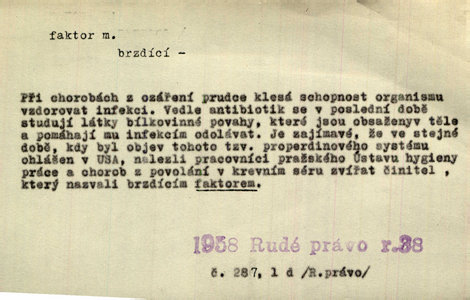 faktor m.
brzdící -
Při chorobách z ozáření prudce klesá schopnost organismu
vzdorovat infekci. Vedle antibiotik se v poslední době
studují látky bílkovinné povahy, které jsou obsaženyv těle
a pomáhají mu infekcím odolávat. Je zajímavé, že ve stejné
době, kdy byl objev tohoto tzv. properdinového systému
ohlášen v USA, nalezli pracovníci pražského Ústavu hygieny
práce a chorob z povolání v krevním séru zvířat činitel ,
který nazvali brzdícím faktorem.
1958 Rudé právo r.38
č. 287, 1 d /R.právo/